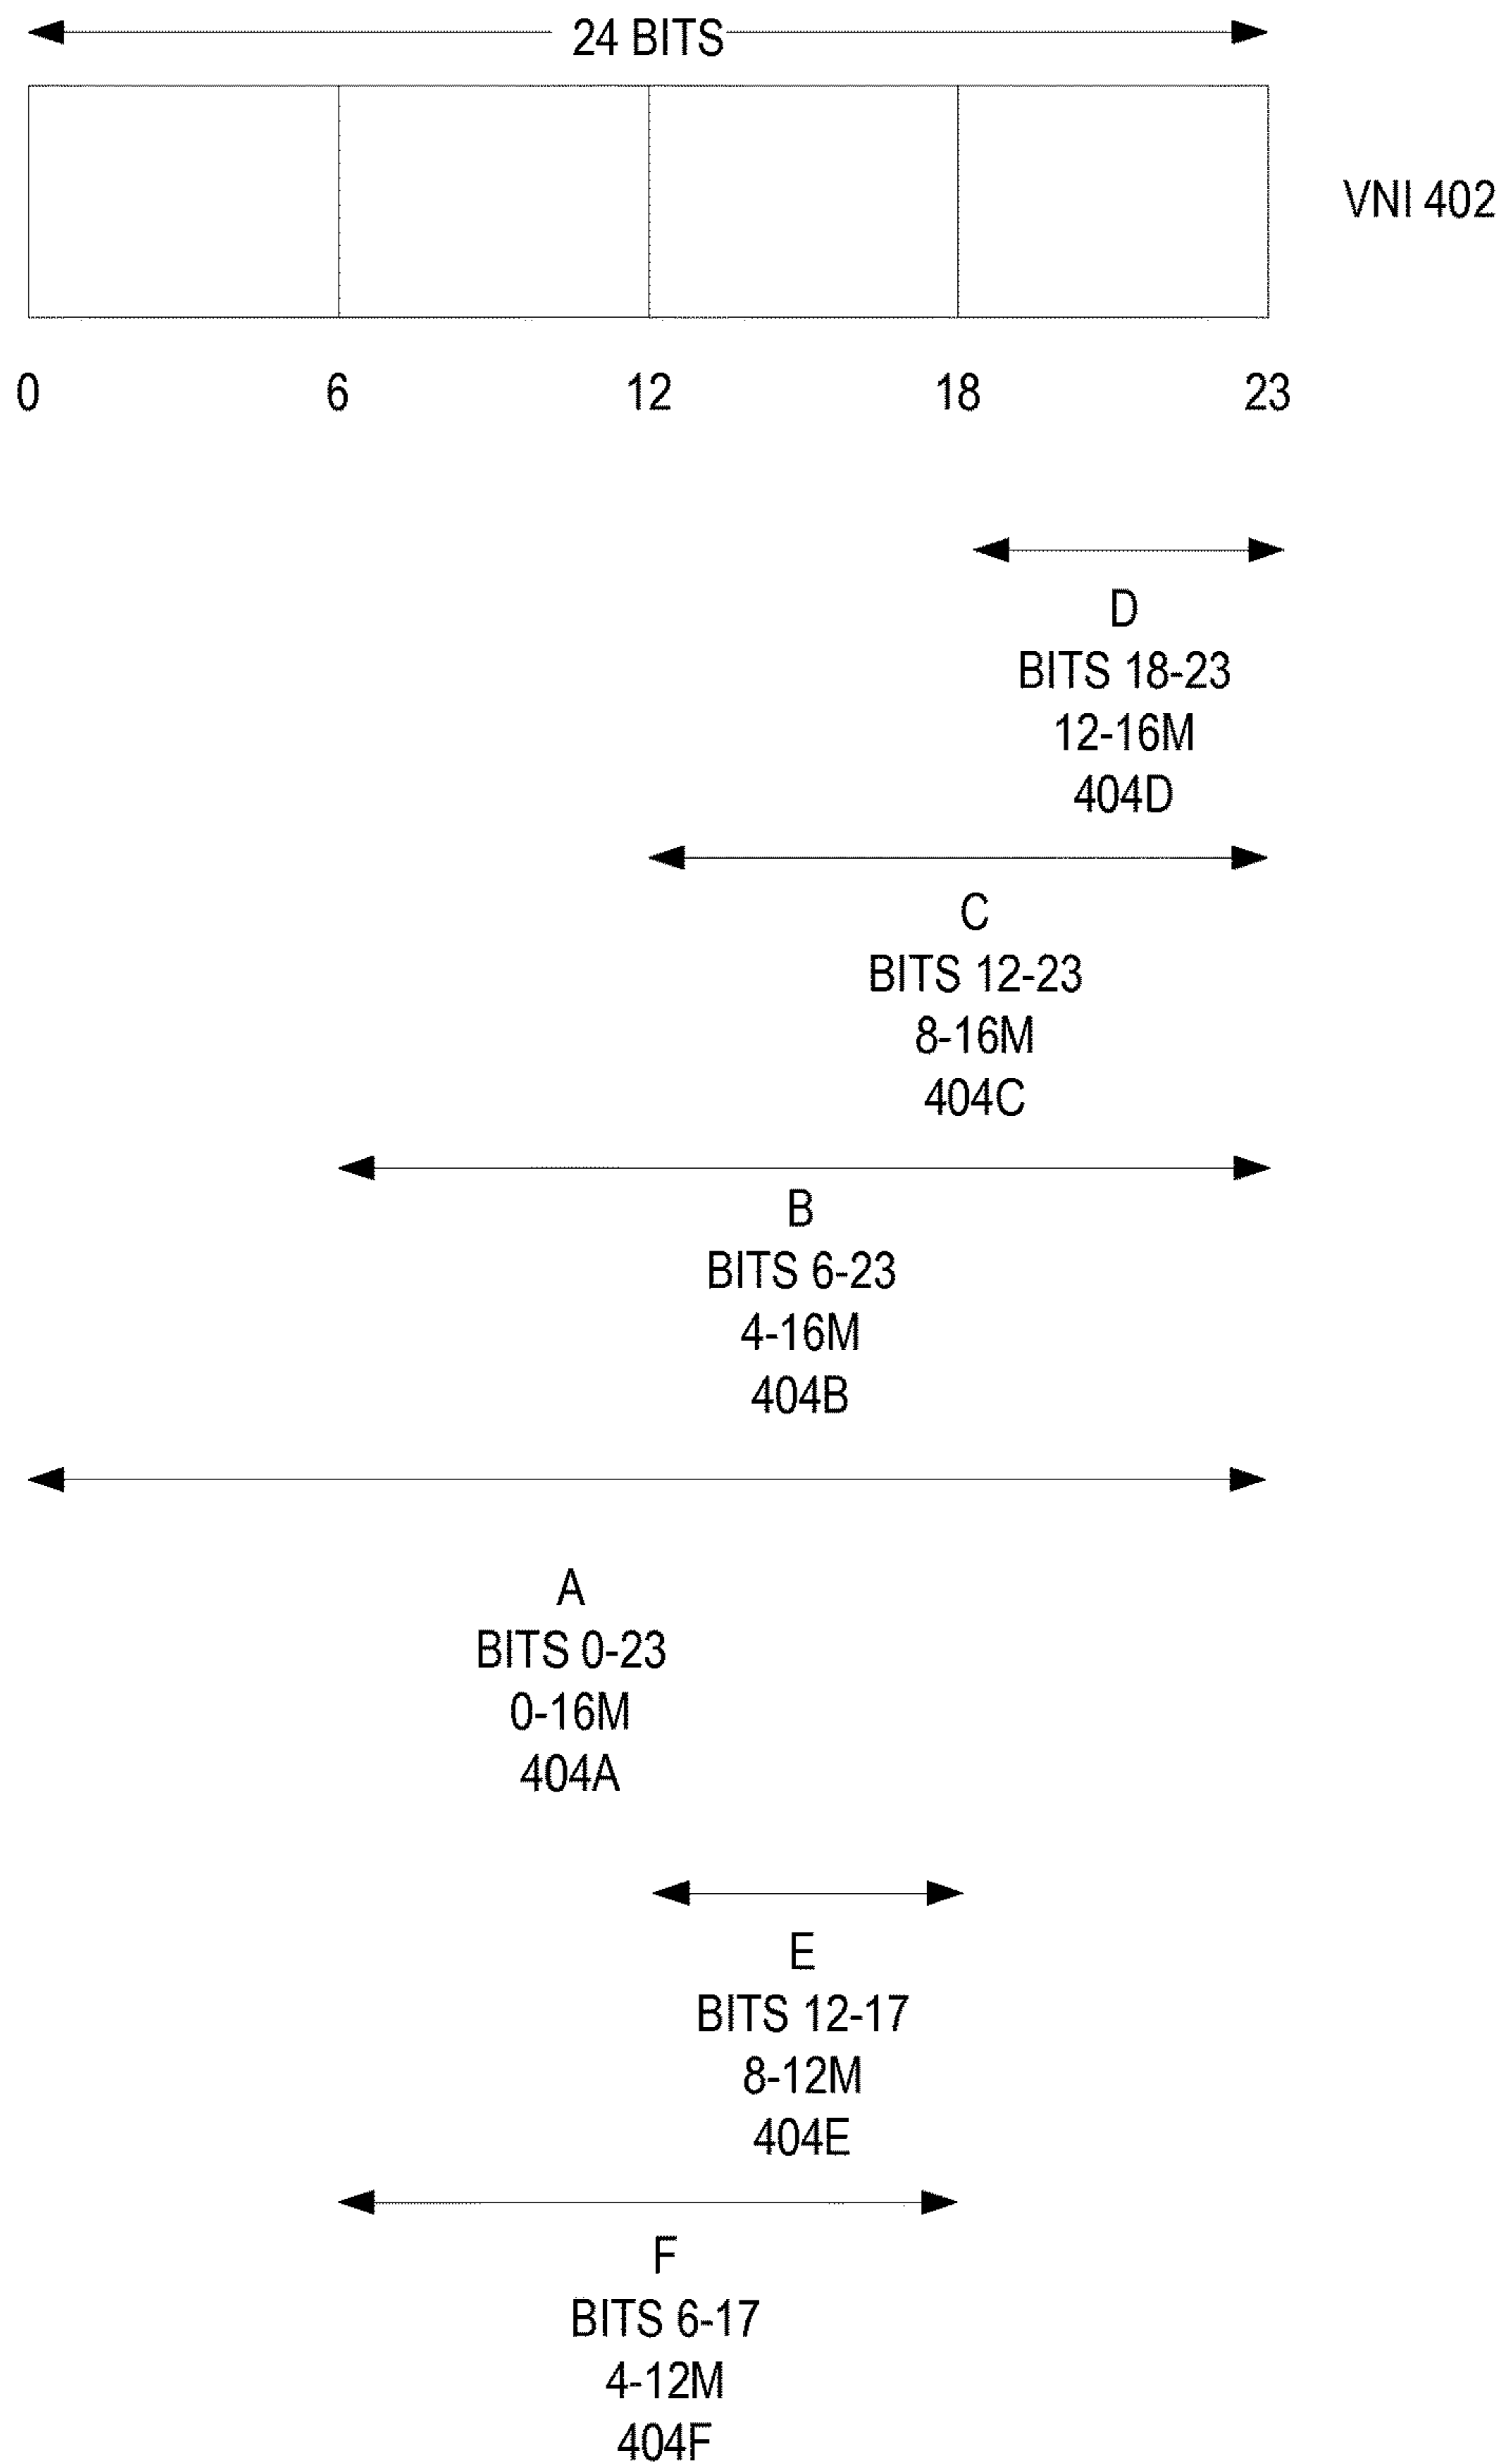 24 BITS
VNI 402
0 6 12 18 23
D
BITS 18-23
12-16M
404D
C
BITS 12-23
8-16M
404C
B
BITS 6-23
4-16M
404B
A
BITS 0-23
0-16M
404A
E
BITS 12-17
8-12M
404E
F
BITS 6-17
4-12M
404F